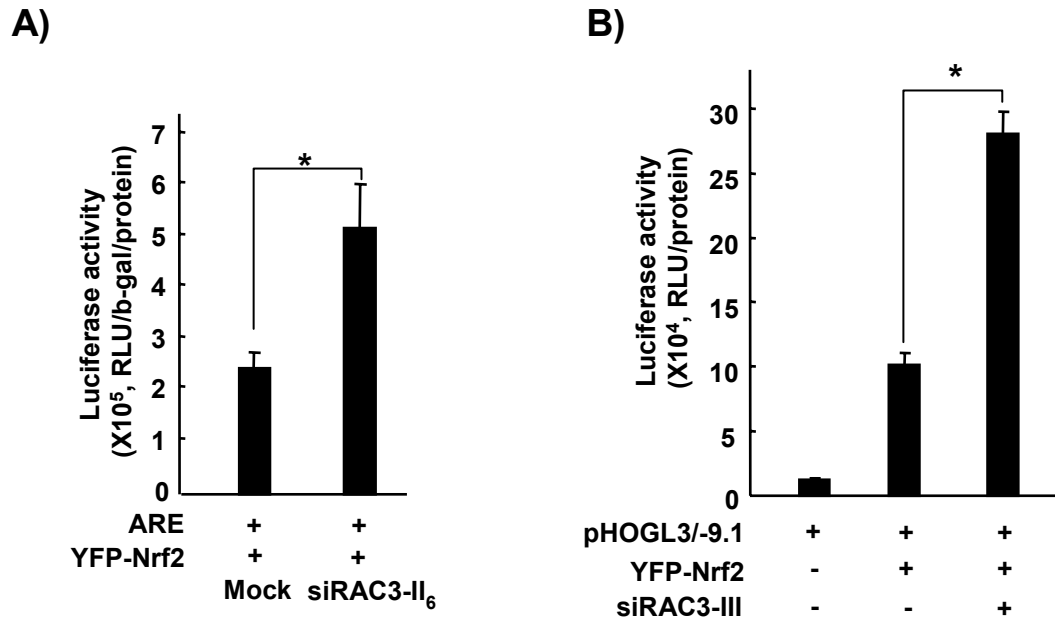 A)
Luciferase activity
(X10⁵, RLU/b-gal/protein)
7
6
5
4
3
2
1
0
*
ARE + +
YFP-Nrf2 + +
Mock siRAC3-II₆
B)
Luciferase activity
(X10⁴, RLU/protein)
30
25
20
15
10
5
0
*
pHOGL3/-9.1 + + +
YFP-Nrf2 - + +
siRAC3-III - - +